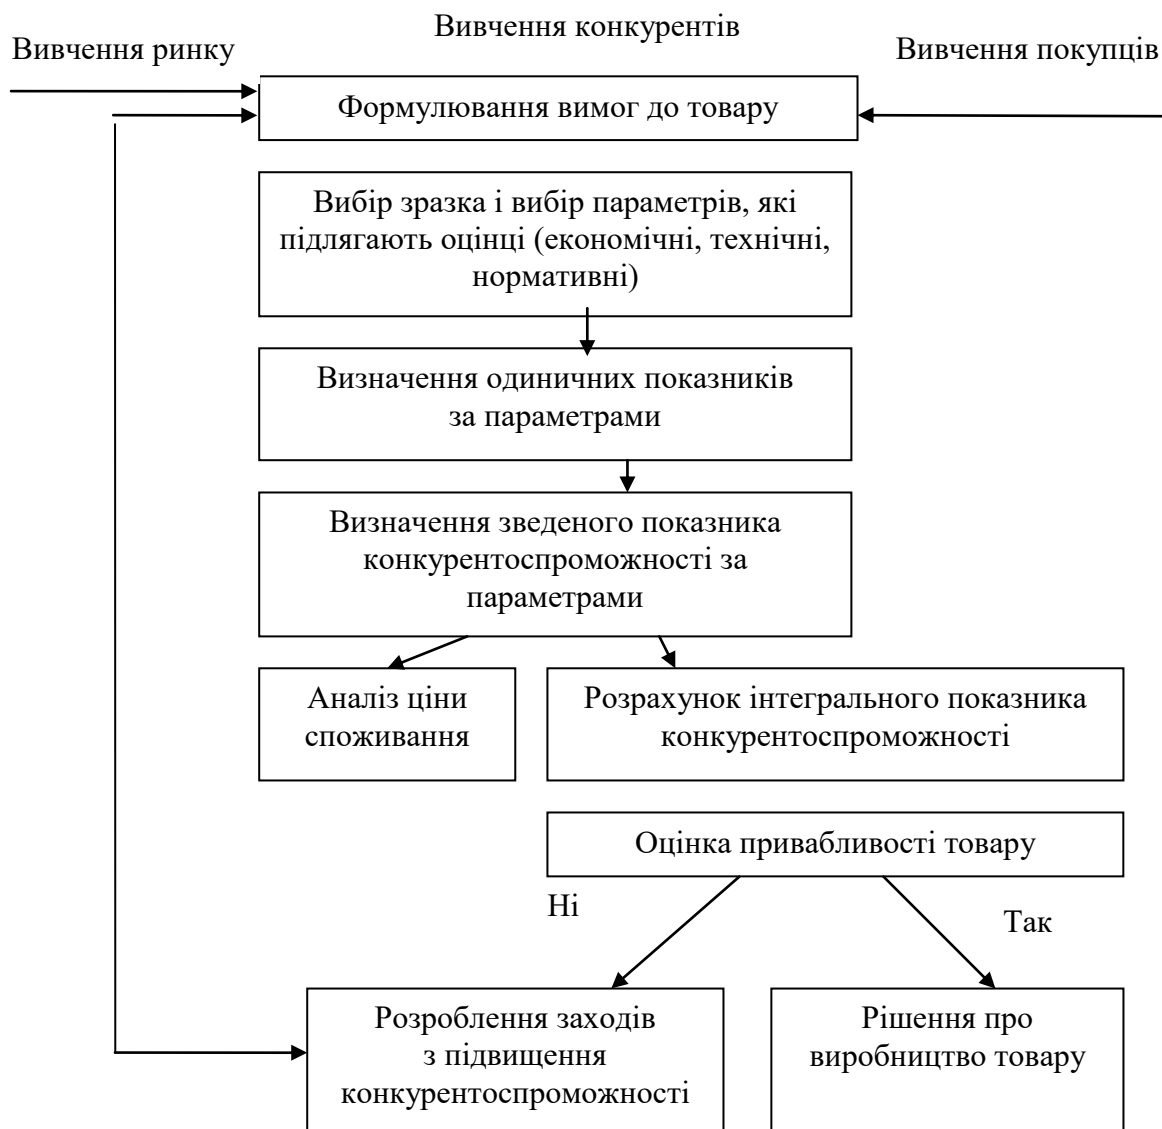 Вивчення ринку
Вивчення конкурентів
Вивчення покупців
Формулювання вимог до товару
Вибір зразка і вибір параметрів, які
підлягають оцінці (економічні, технічні,
нормативні)
Визначення одиничних показників
за параметрами
Визначення зведеного показника
конкурентоспроможності за
параметрами
Аналіз ціни
споживання
Розрахунок інтегрального показника
конкурентоспроможності
Оцінка привабливості товару
Ні
Так
Розроблення заходів
з підвищення
конкурентоспроможності
Рішення про
виробництво товару